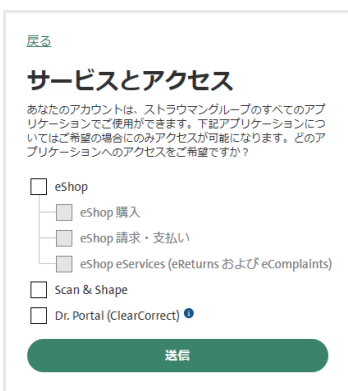 戻る
サービスとアクセス
あなたのアカウントは、ストラウマングループのすべてのアプ
リケーションでご使用ができます。下記アプリケーションにつ
いてはご希望の場合にのみアクセスが可能になります。どのア
プリケーションへのアクセスをご希望ですか？
eShop
eShop 購入
eShop 請求・支払い
eShop eServices (eReturns および eComplaints)
Scan & Shape
Dr. Portal (ClearCorrect)
送信